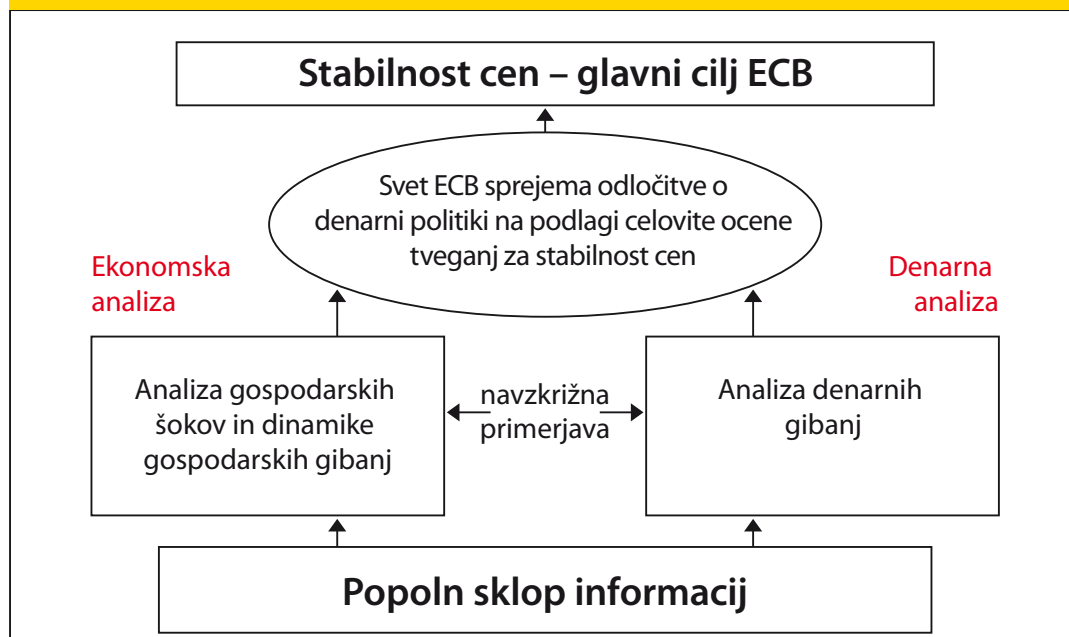 Stabilnost cen – glavni cilj ECB
Svet ECB sprejema odločitve o
denarni politiki na podlagi celovite ocene
tveganj za stabilnost cen
Ekonomska
analiza
Denarna
analiza
Analiza gospodarskih
šokov in dinamike
gospodarskih gibanj
navzkrižna
primerjava
Analiza denarnih
gibanj
Popoln sklop informacij